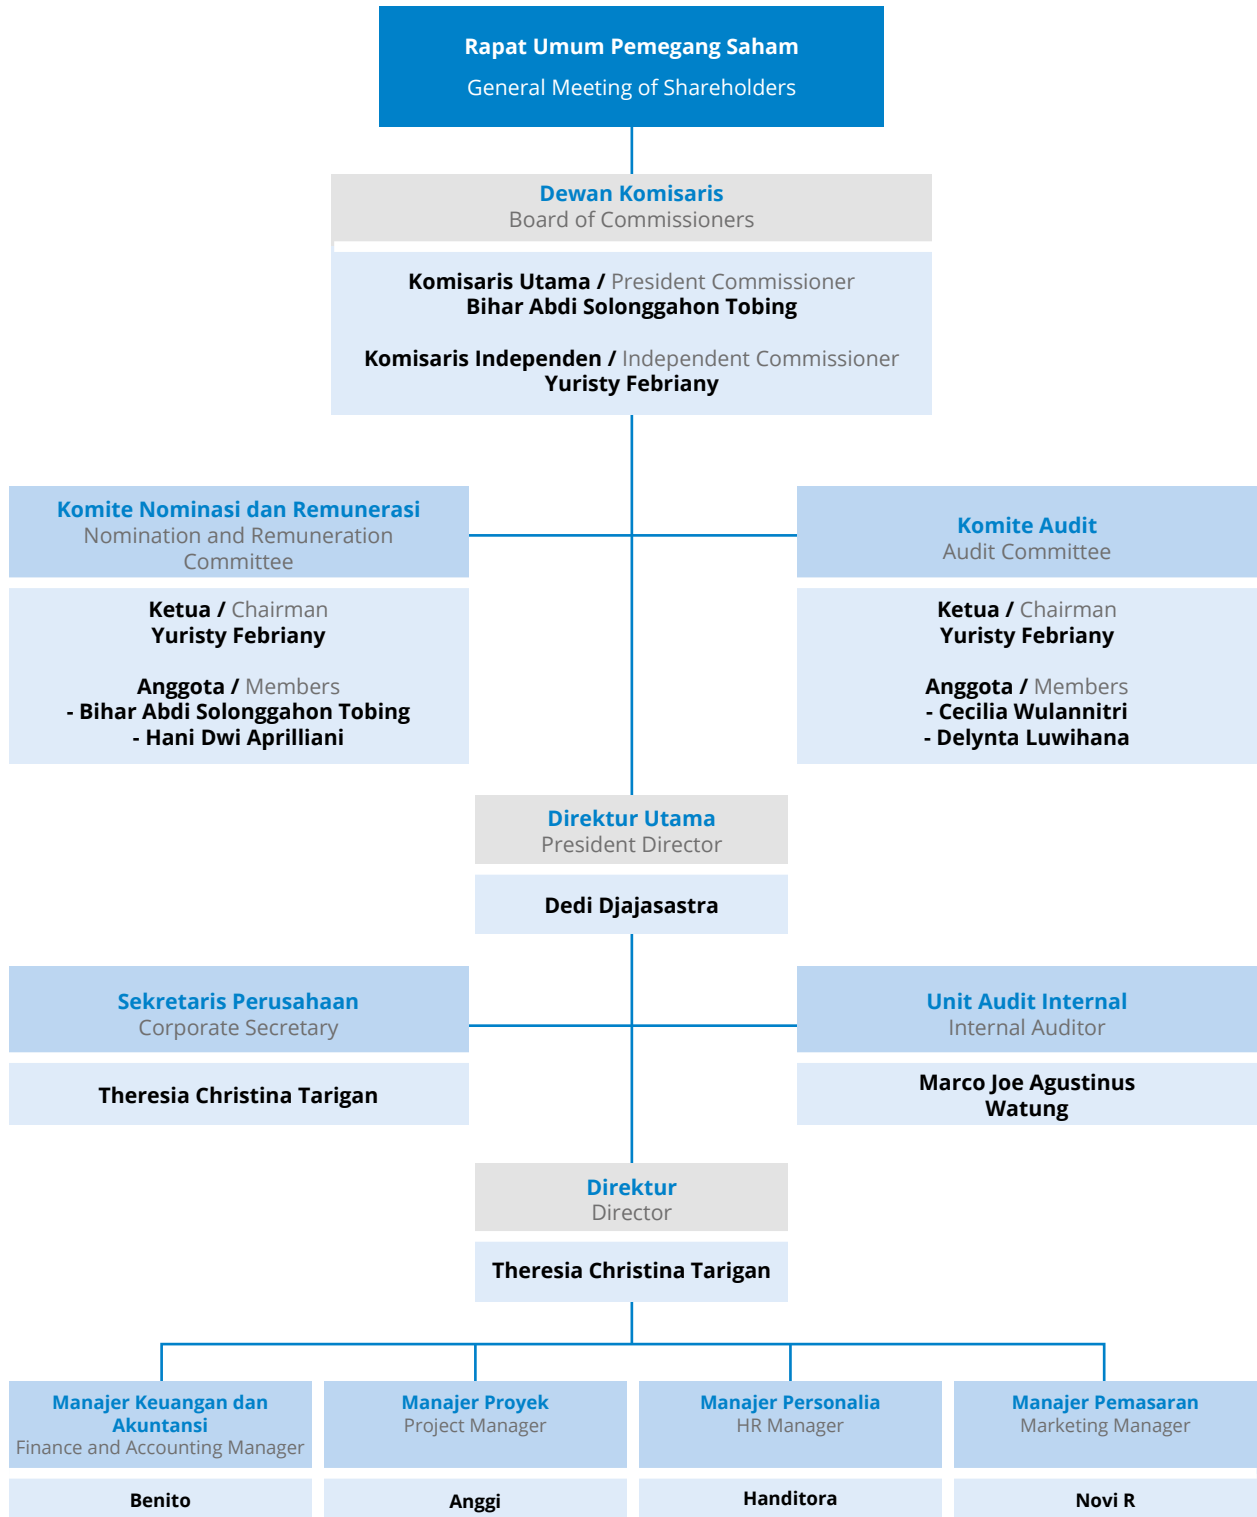 Rapat Umum Pemegang Saham
General Meeting of Shareholders
Dewan Komisaris
Board of Commissioners
Komisaris Utama / President Commissioner
Bihar Abdi Solonggahon Tobing
Komisaris Independen / Independent Commissioner
Yuristy Febriany
Komite Nominasi dan Remunerasi
Nomination and Remuneration
Committee
Ketua / Chairman
Yuristy Febriany
Anggota / Members
- Bihar Abdi Solonggahon Tobing
- Hani Dwi Aprilliani
Komite Audit
Audit Committee
Ketua / Chairman
Yuristy Febriany
Anggota / Members
- Cecilia Wulannitri
- Delynta Luwihana
Direktur Utama
President Director
Dedi Djajasastra
Sekretaris Perusahaan
Corporate Secretary
Theresia Christina Tarigan
Unit Audit Internal
Internal Auditor
Marco Joe Agustinus
Watung
Direktur
Director
Theresia Christina Tarigan
Manajer Keuangan dan
Akuntansi
Finance and Accounting Manager
Benito
Manajer Proyek
Project Manager
Anggi
Manajer Personalia
HR Manager
Handitora
Manajer Pemasaran
Marketing Manager
Novi R